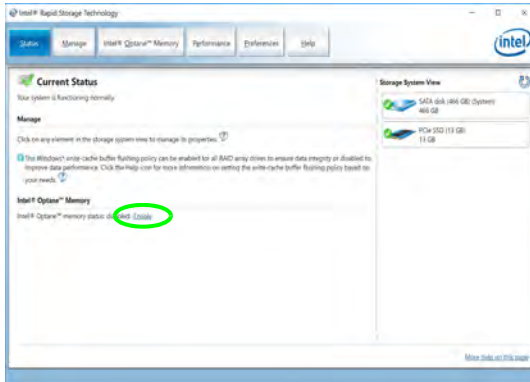 Intel® Rapid Storage Technology
Status Manage Intel® Optane™ Memory Performance Preferences Help
intel
Current Status
Your system is functioning normally.
Manage
Click on any element in the storage system view to manage its properties.
The Windows* write-cache buffer flushing policy can be enabled for all RAID array drives to ensure data integrity or disabled to
improve data performance. Click the Help icon for more information on setting the write-cache buffer flushing policy based on
your needs.
Intel® Optane™ Memory
Intel® Optane™ memory status: disabled. Enable
Storage System View
SATA disk (466 GB) (System)
466 GB
PCIe SSD (13 GB)
13 GB
More help on this page